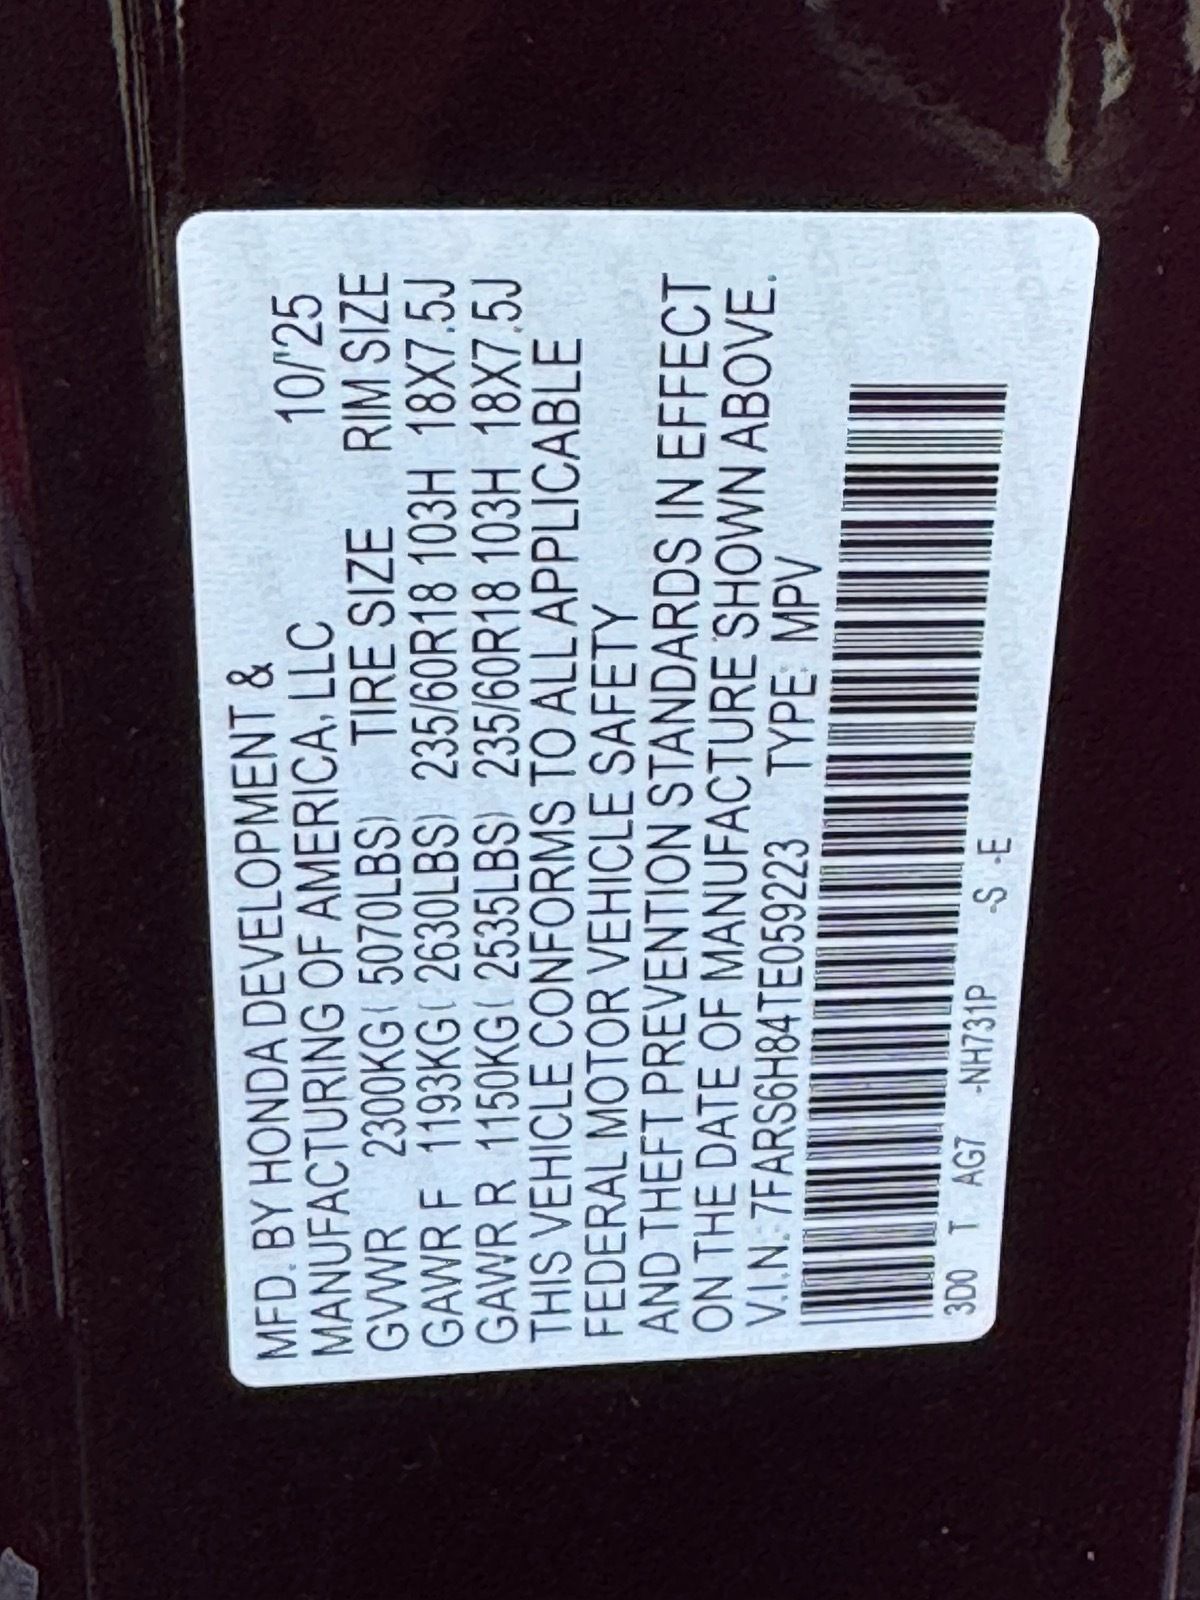 MFD. BY HONDA DEVELOPMENT &
MANUFACTURING OF AMERICA, LLC 10/'25
GVWR 2300KG( 5070LBS) TIRE SIZE RIM SIZE
GAWR F 1193KG( 2630LBS) 235/60R18 103H 18X7.5J
GAWR R 1150KG( 2535LBS) 235/60R18 103H 18X7.5J
THIS VEHICLE CONFORMS TO ALL APPLICABLE
FEDERAL MOTOR VEHICLE SAFETY
AND THEFT PREVENTION STANDARDS IN EFFECT
ON THE DATE OF MANUFACTURE SHOWN ABOVE.
V.I.N.:7FARS6H84TE059223 TYPE: MPV
3D0 T AG7 -NH731P -S -E